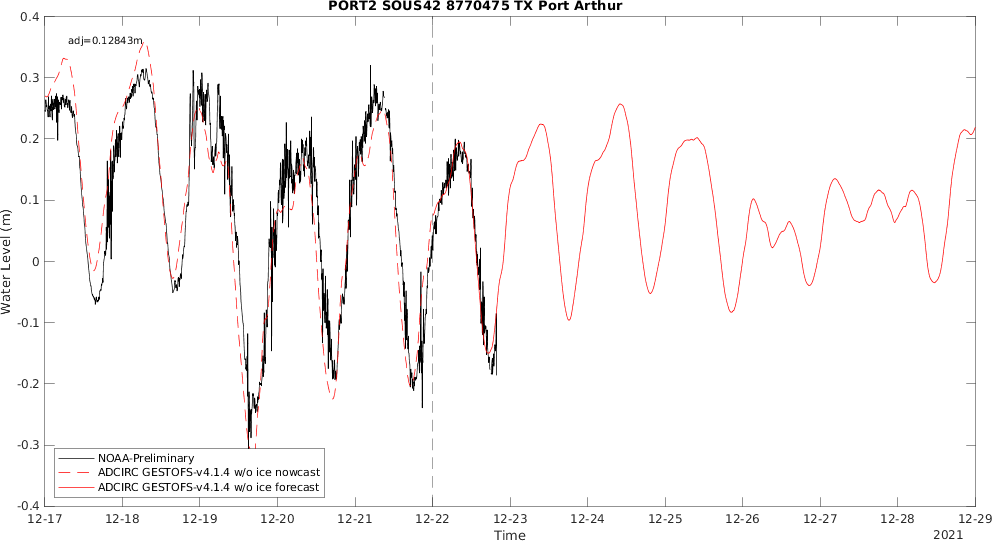 PORT2 SOUS42 8770475 TX Port Arthur
0.4
adj=0.12843m
0.3
0.2
0.1
0
-0.1
-0.2
-0.3
-0.4
Water Level (m)
NOAA-Preliminary
ADCIRC GESTOFS-v4.1.4 w/o ice nowcast
ADCIRC GESTOFS-v4.1.4 w/o ice forecast
12-17 12-18 12-19 12-20 12-21 12-22 12-23 12-24 12-25 12-26 12-27 12-28 12-29
Time
2021